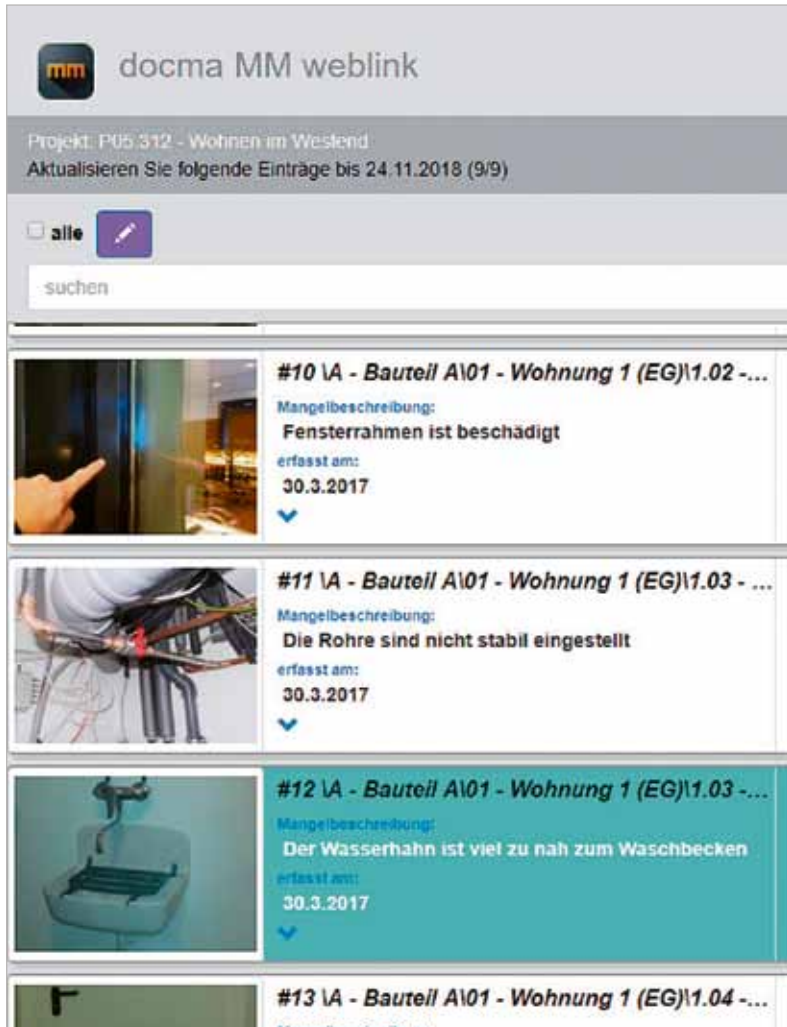 mm
docma MM weblink
Projekt: P05.312 - Wohnen im Westend
Aktualisieren Sie folgende Einträge bis 24.11.2018 (9/9)
alle
suchen
#10 \A - Bauteil A\01 - Wohnung 1 (EG)\1.02 -...
Mangelbeschreibung:
Fensterrahmen ist beschädigt
erfasst am:
30.3.2017
#11 \A - Bauteil A\01 - Wohnung 1 (EG)\1.03 - ...
Mangelbeschreibung:
Die Rohre sind nicht stabil eingestellt
erfasst am:
30.3.2017
#12 \A - Bauteil A\01 - Wohnung 1 (EG)\1.03 -...
Mangelbeschreibung:
Der Wasserhahn ist viel zu nah zum Waschbecken
erfasst am:
30.3.2017
#13 \A - Bauteil A\01 - Wohnung 1 (EG)\1.04 -...